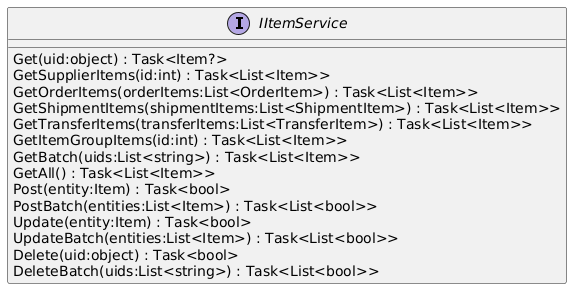 I IItemService
Get(uid:object) : Task<Item?>
GetSupplierItems(id:int) : Task<List<Item>>
GetOrderItems(orderItems:List<OrderItem>) : Task<List<Item>>
GetShipmentItems(shipmentItems:List<ShipmentItem>) : Task<List<Item>>
GetTransferItems(transferItems:List<TransferItem>) : Task<List<Item>>
GetItemGroupItems(id:int) : Task<List<Item>>
GetBatch(uids:List<string>) : Task<List<Item>>
GetAll() : Task<List<Item>>
Post(entity:Item) : Task<bool>
PostBatch(entities:List<Item>) : Task<List<bool>>
Update(entity:Item) : Task<bool>
UpdateBatch(entities:List<Item>) : Task<List<bool>>
Delete(uid:object) : Task<bool>
DeleteBatch(uids:List<string>) : Task<List<bool>>